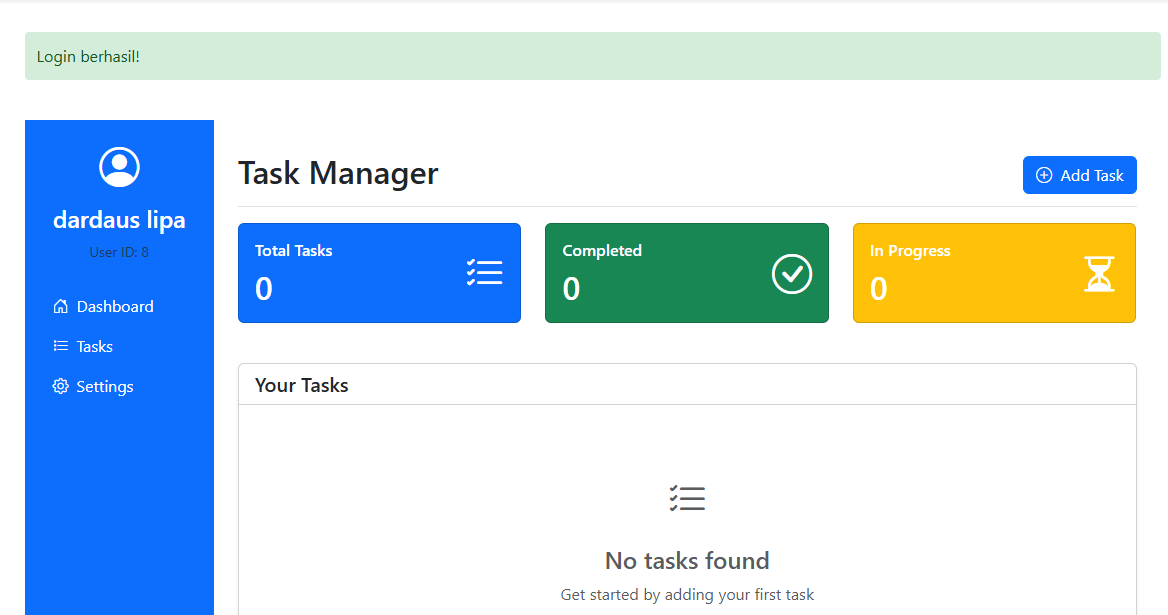 Login berhasil!
dardaus lipa
User ID: 8
Dashboard
Tasks
Settings
Task Manager
Add Task
Total Tasks
0
Completed
0
In Progress
0
Your Tasks
No tasks found
Get started by adding your first task